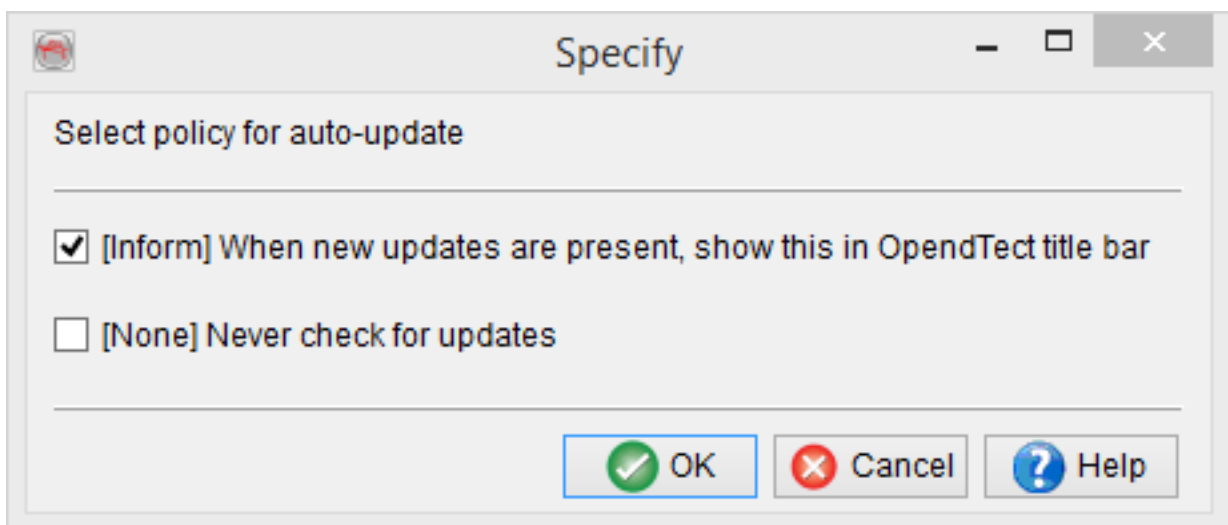 Specify
Select policy for auto-update
[Inform] When new updates are present, show this in OpendTect title bar
[None] Never check for updates
OK Cancel Help